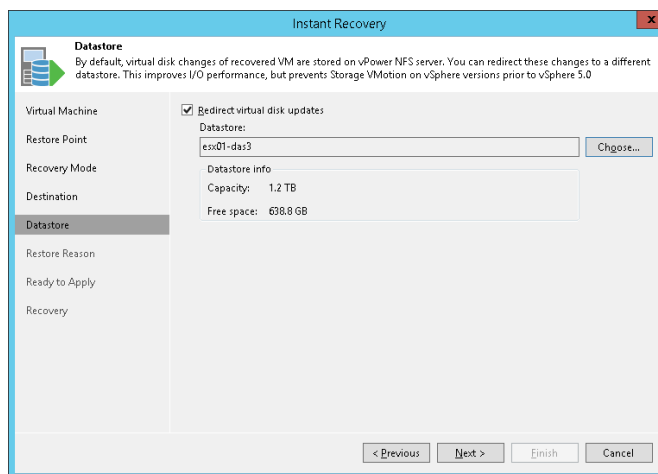 Instant Recovery
x
Datastore
By default, virtual disk changes of recovered VM are stored on vPower NFS server. You can redirect these changes to a different
datastore. This improves I/O performance, but prevents Storage VMotion on vSphere versions prior to vSphere 5.0
Virtual Machine
Restore Point
Recovery Mode
Destination
Datastore
Restore Reason
Ready to Apply
Recovery
Redirect virtual disk updates
Datastore:
esx01-das3
Choose...
Datastore info
Capacity: 1.2 TB
Free space: 638.8 GB
< Previous
Next >
Finish
Cancel